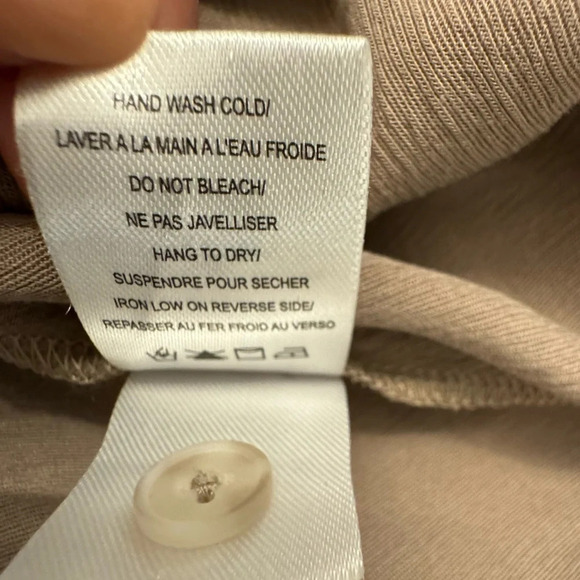 HAND WASH COLD/
LAVER A LA MAIN A L'EAU FROIDE
DO NOT BLEACH/
NE PAS JAVELLISER
HANG TO DRY/
SUSPENDRE POUR SECHER
IRON LOW ON REVERSE SIDE/
REPASSER AU FER FROID AU VERSO